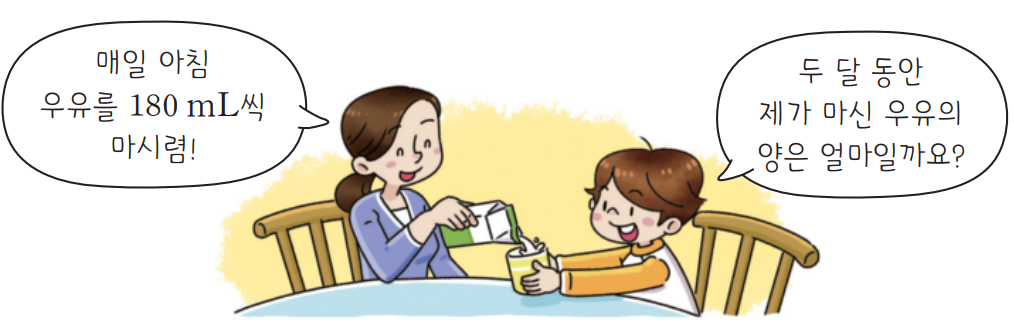 매일 아침
우유를 180 mL씩
마시렴!
두 달 동안
제가 마신 우유의
양은 얼마일까요?